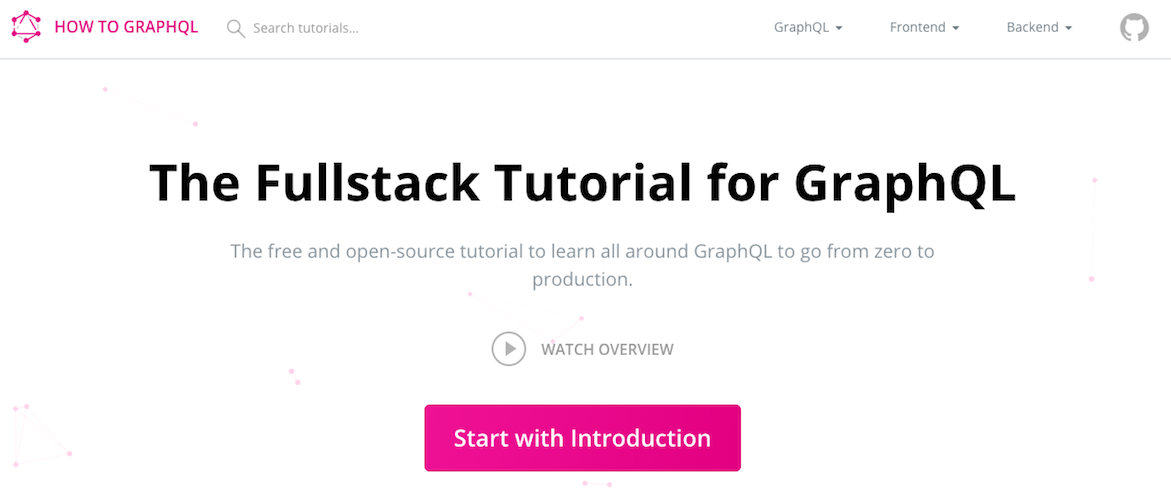 HOW TO GRAPHQL
Search tutorials...
GraphQL
Frontend
Backend
The Fullstack Tutorial for GraphQL
The free and open-source tutorial to learn all around GraphQL to go from zero to
production.
WATCH OVERVIEW
Start with Introduction